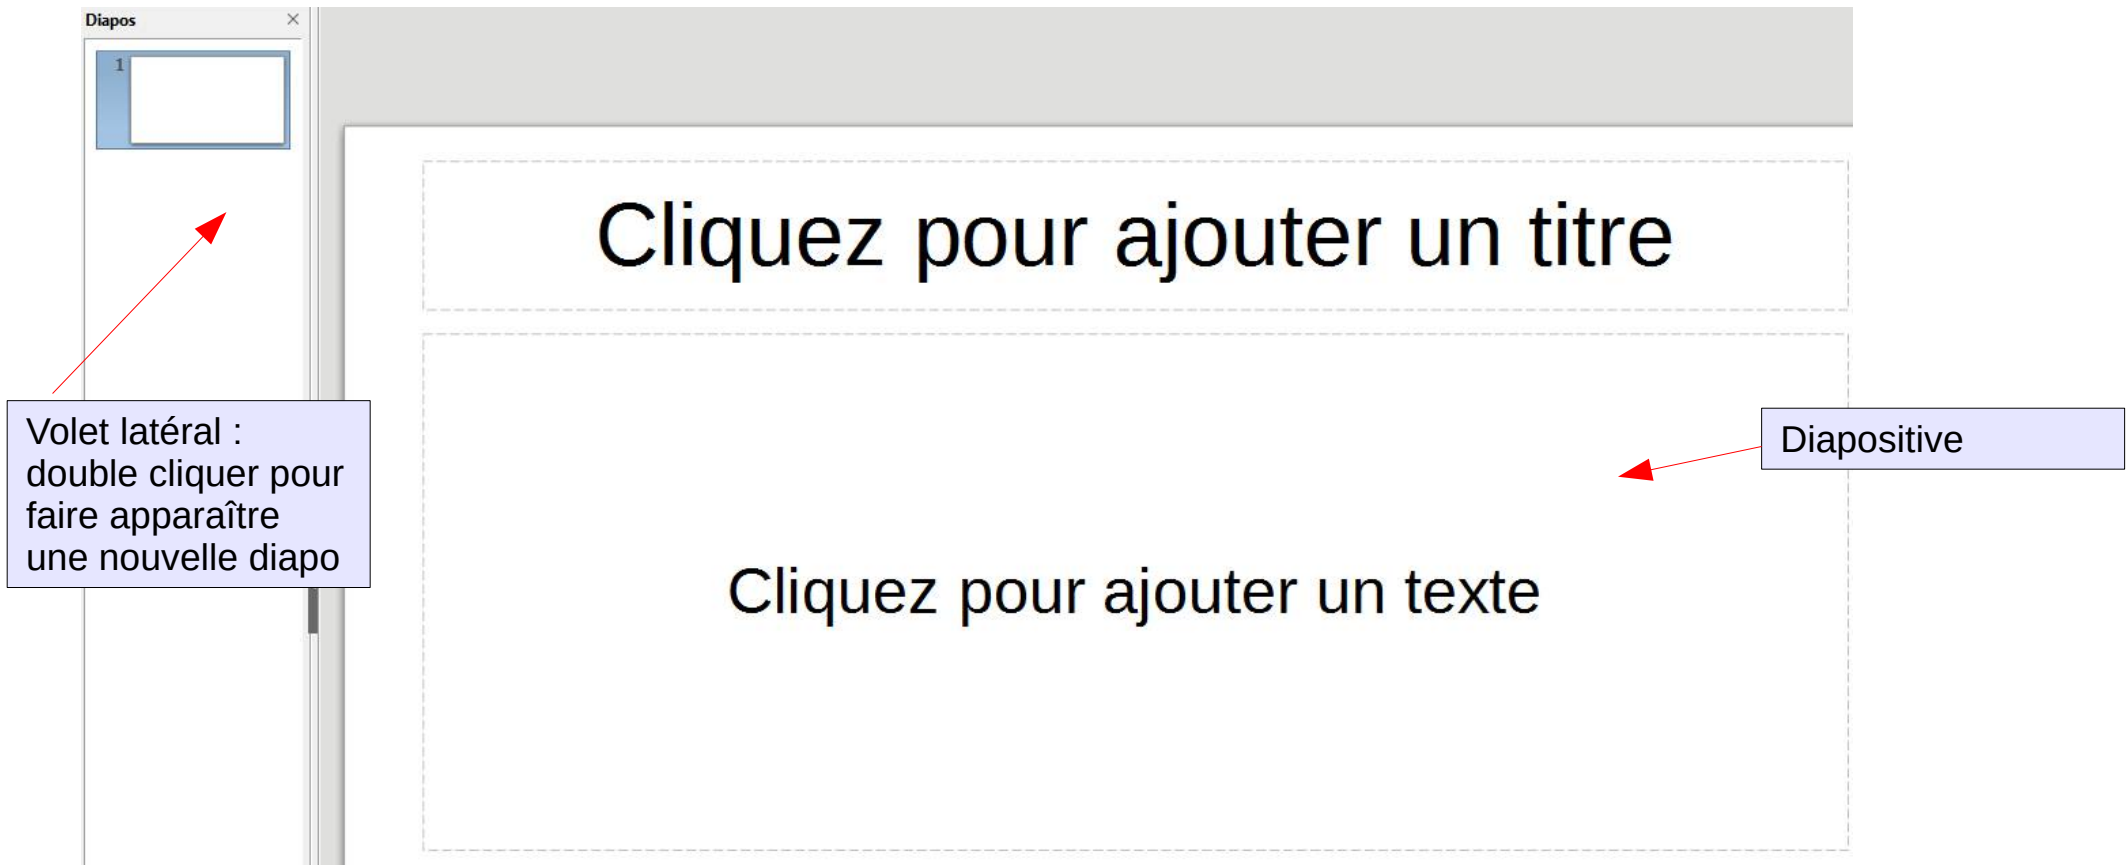 Diapos
1
Cliquez pour ajouter un titre
Volet latéral :
double cliquer pour
faire apparaître
une nouvelle diapo
Diapositive
Cliquez pour ajouter un texte